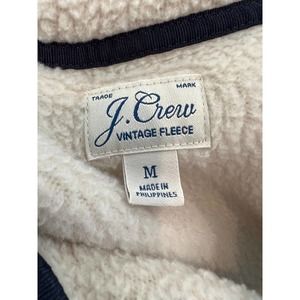 TRADE MARK
J.Crew
VINTAGE FLEECE
M
MADE IN
PHILIPPINES